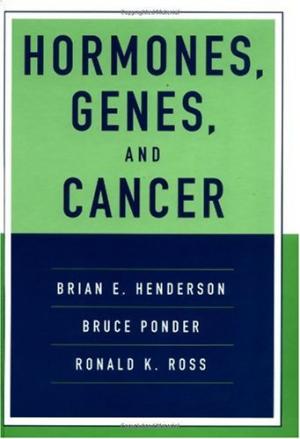 HORMONES,
GENES,
AND
CANCER
BRIAN E. HENDERSON
BRUCE PONDER
RONALD K. ROSS